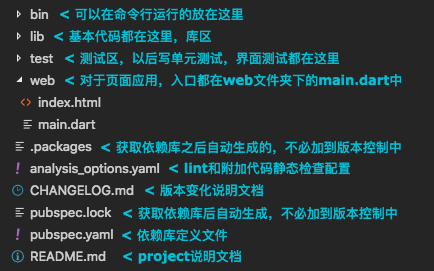 bin < 可以在命令行运行的放在这里
lib < 基本代码都在这里，库区
test < 测试区，以后写单元测试，界面测试都在这里
web < 对于页面应用，入口都在web文件夹下的main.dart中
<> index.html
main.dart
.packages < 获取依赖库之后自动生成的，不必加到版本控制中
! analysis_options.yaml < lint和附加代码静态检查配置
CHANGELOG.md < 版本变化说明文档
pubspec.lock < 获取依赖库后自动生成，不必加到版本控制中
! pubspec.yaml < 依赖库定义文件
README.md < project说明文档